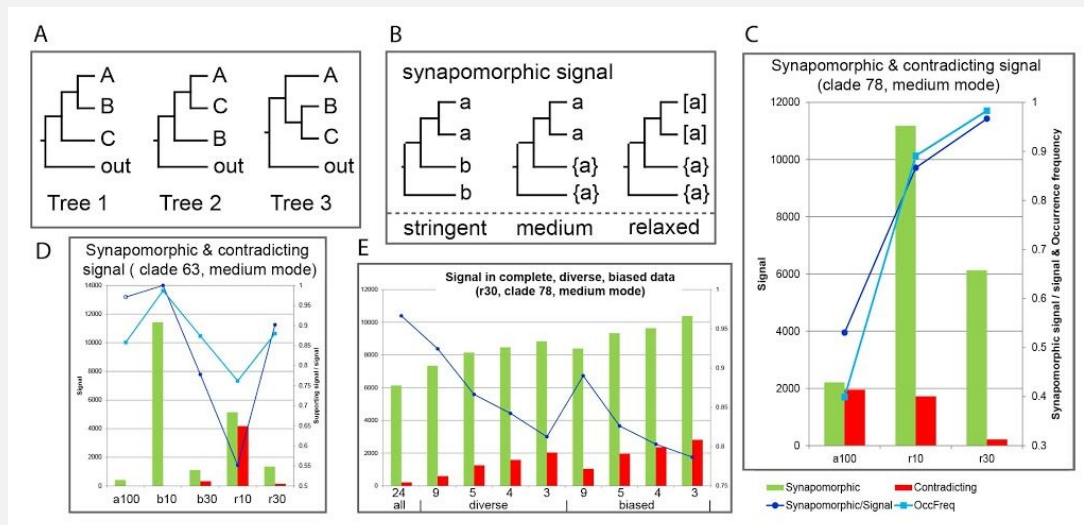 A
A
B
C
out
Tree 1
A
C
B
out
Tree 2
A
B
C
out
Tree 3
B
synapomorphic signal
a
a
b
b
stringent
a
a
{a}
{a}
medium
[a]
[a]
{a}
{a}
relaxed
C
Synapomorphic & contradicting signal
(clade 78, medium mode)
Signal
12000
10000
8000
6000
4000
2000
0
1
0.9
0.8
0.7
0.6
0.5
0.4
0.3
Synapomorphic signal / signal & Occurrence frequency
a100
r10
r30
Synapomorphic
Contradicting
Synapomorphic/Signal
OccFreq
D
Synapomorphic & contradicting
signal ( clade 63, medium mode)
Signal
14000
12000
10000
8000
6000
4000
2000
0
1
0.95
0.9
0.85
0.8
0.75
0.7
0.65
0.6
0.55
0.5
Supporting signal / signal
a100
b10
b30
r10
r30
E
Signal in complete, diverse, biased data
(r30, clade 78, medium mode)
12000
10000
8000
6000
4000
2000
0
1
0.95
0.9
0.85
0.8
0.75
24 9 5 4 3 9 5 4 3
all diverse biased